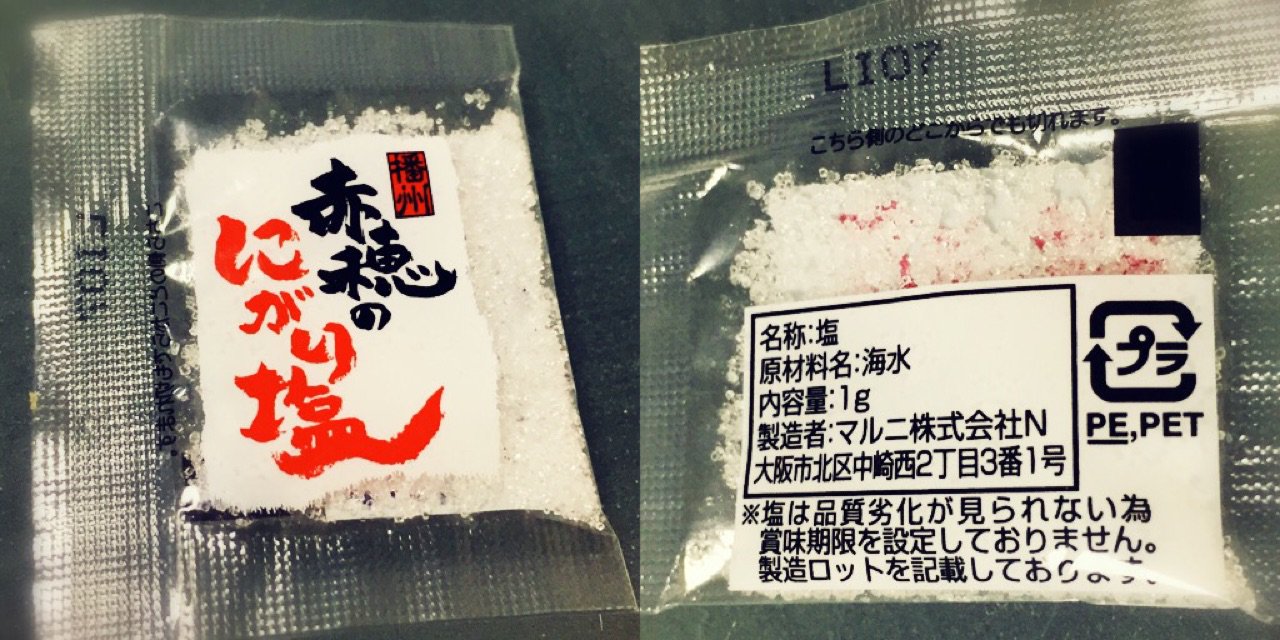 播州
赤穂の
にがり塩
LI07
こちら側のどこからでも切れます。
名称:塩
原材料名:海水
内容量:1g
製造者:マルニ株式会社N
大阪市北区中崎西2丁目3番1号
プラ
PE,PET
※塩は品質劣化が見られない為
賞味期限を設定しておりません。
製造ロットを記載しております。